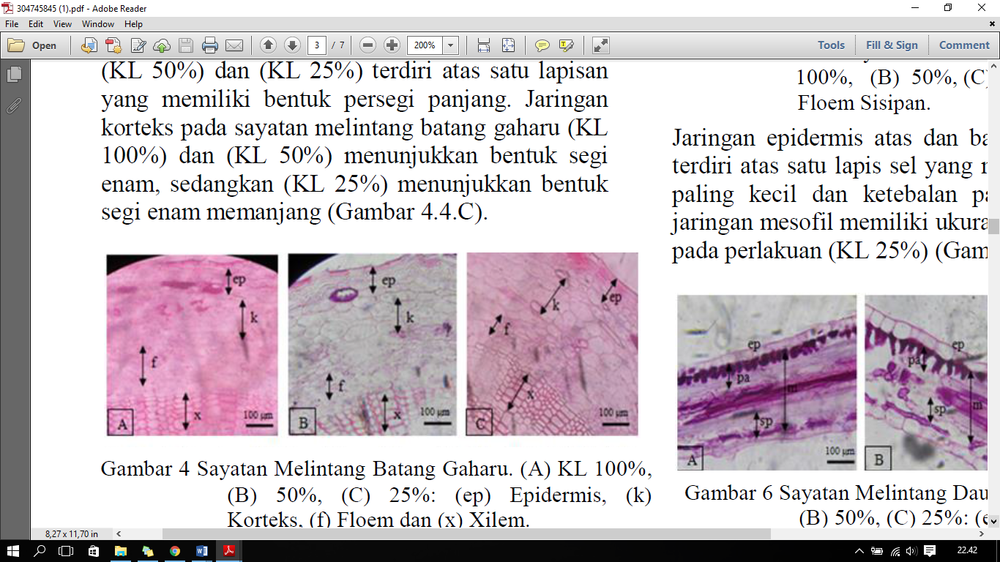 304745845 (1).pdf - Adobe Reader
File Edit View Window Help
Open 3 / 7 200% Tools Fill & Sign Comment
(KL 50%) dan (KL 25%) terdiri atas satu lapisan
yang memiliki bentuk persegi panjang. Jaringan
korteks pada sayatan melintang batang gaharu (KL
100%) dan (KL 50%) menunjukkan bentuk segi
enam, sedangkan (KL 25%) menunjukkan bentuk
segi enam memanjang (Gambar 4.4.C).
ep
k
f
x
A 100 µm
ep
k
f
x
B 100 µm
k
ep
f
x
C 100 µm
Gambar 4 Sayatan Melintang Batang Gaharu. (A) KL 100%,
(B) 50%, (C) 25%: (ep) Epidermis, (k)
Korteks, (f) Floem dan (x) Xilem.
100%, (B) 50%, (C)
Floem Sisipan.
Jaringan epidermis atas dan ba
terdiri atas satu lapis sel yang
paling kecil dan ketebalan pa
jaringan mesofil memiliki ukura
pada perlakuan (KL 25%) (Gam
ep
pa
m
sp
A 100 µm
ep
pa
m
sp
B
Gambar 6 Sayatan Melintang Dau
(B) 50%, (C) 25%: (e
8,27 x 11,70 in
22.42